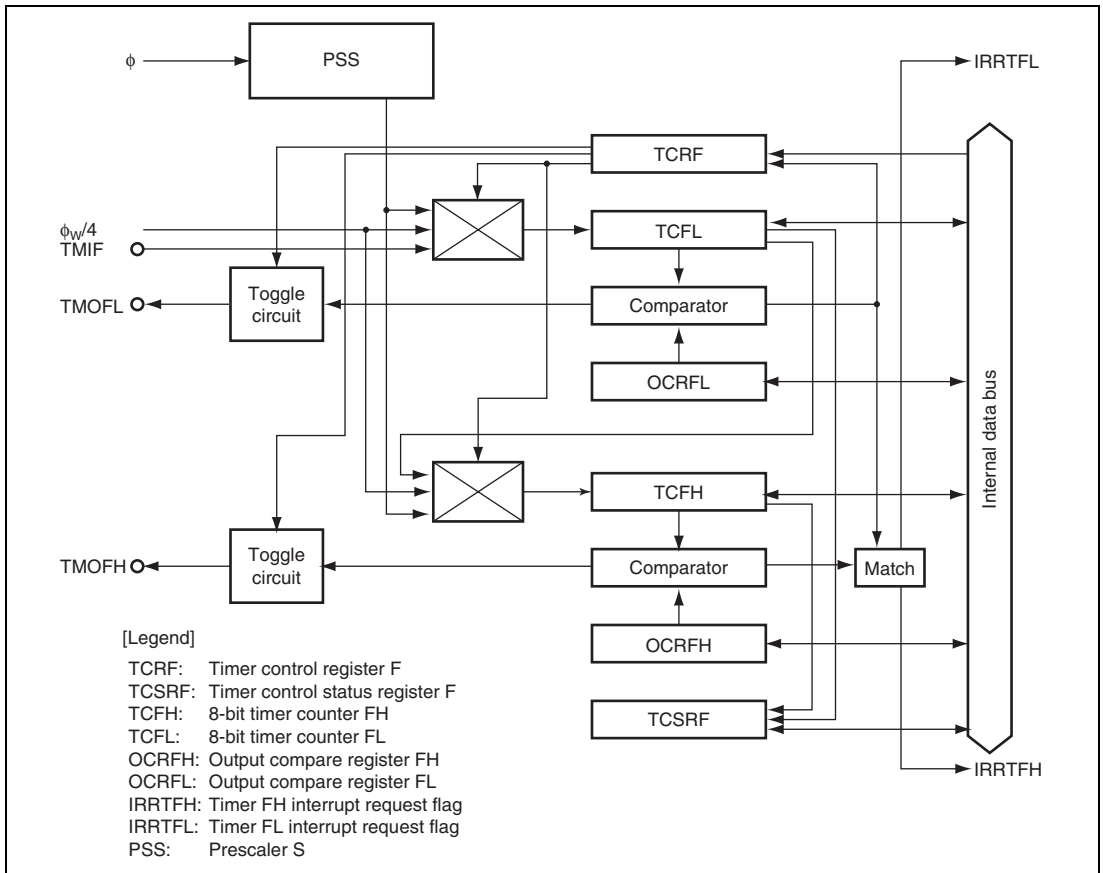 ϕ
PSS
IRRTFL
TCRF
ϕW/4
TMIF
TCFL
TMOFL
Toggle
circuit
Comparator
OCRFL
Internal data bus
TCFH
TMOFH
Toggle
circuit
Comparator
Match
OCRFH
TCSRF
IRRTFH
[Legend]
TCRF: Timer control register F
TCSRF: Timer control status register F
TCFH: 8-bit timer counter FH
TCFL: 8-bit timer counter FL
OCRFH: Output compare register FH
OCRFL: Output compare register FL
IRRTFH: Timer FH interrupt request flag
IRRTFL: Timer FL interrupt request flag
PSS: Prescaler S